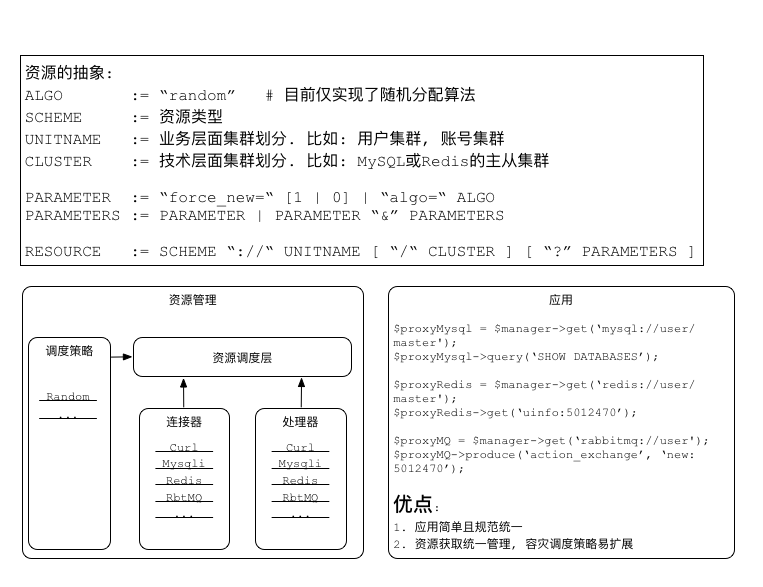 资源的抽象:
ALGO := “random” # 目前仅实现了随机分配算法
SCHEME := 资源类型
UNITNAME := 业务层面集群划分. 比如: 用户集群, 账号集群
CLUSTER := 技术层面集群划分. 比如: MySQL或Redis的主从集群
PARAMETER := “force_new=“ [1 | 0] | “algo=“ ALGO
PARAMETERS := PARAMETER | PARAMETER “&” PARAMETERS
RESOURCE := SCHEME “://“ UNITNAME [ “/“ CLUSTER ] [ “?” PARAMETERS ]
资源管理
调度策略
Random
...
资源调度层
连接器
Curl
Mysqli
Redis
RbtMQ
...
处理器
Curl
Mysqli
Redis
RbtMQ
...
应用
$proxyMysql = $manager->get(‘mysql://user/
master');
$proxyMysql->query(‘SHOW DATABASES’);
$proxyRedis = $manager->get(‘redis://user/
master');
$proxyRedis->get(‘uinfo:5012470’);
$proxyMQ = $manager->get(‘rabbitmq://user');
$proxyMQ->produce(‘action_exchange’, ‘new:
5012470’);
优点:
1. 应用简单且规范统一
2. 资源获取统一管理, 容灾调度策略易扩展